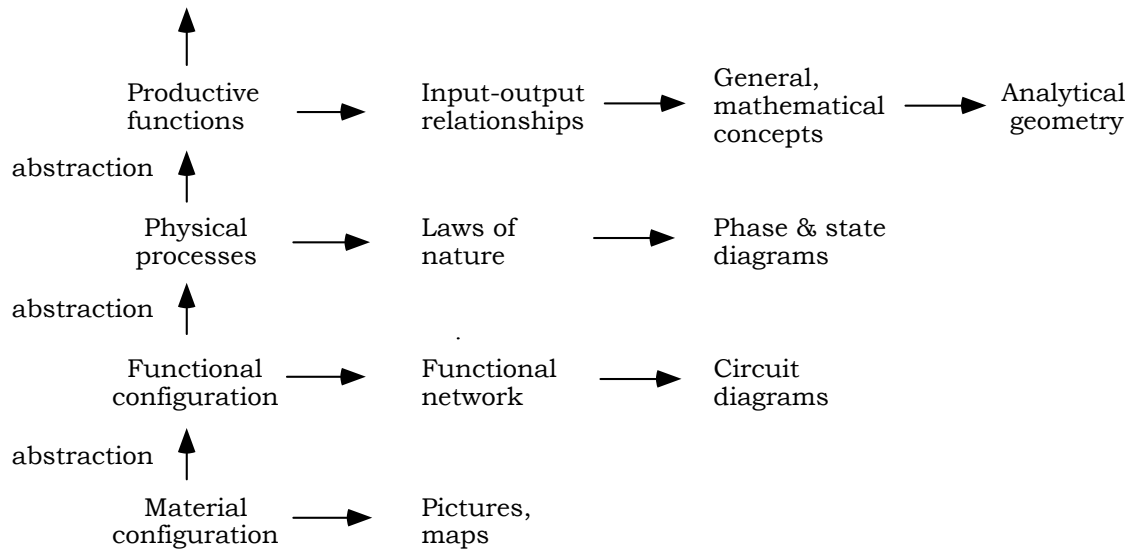 Productive
functions
Input-output
relationships
General,
mathematical
concepts
Analytical
geometry
abstraction
Physical
processes
Laws of
nature
Phase & state
diagrams
abstraction
Functional
configuration
Functional
network
Circuit
diagrams
abstraction
Material
configuration
Pictures,
maps